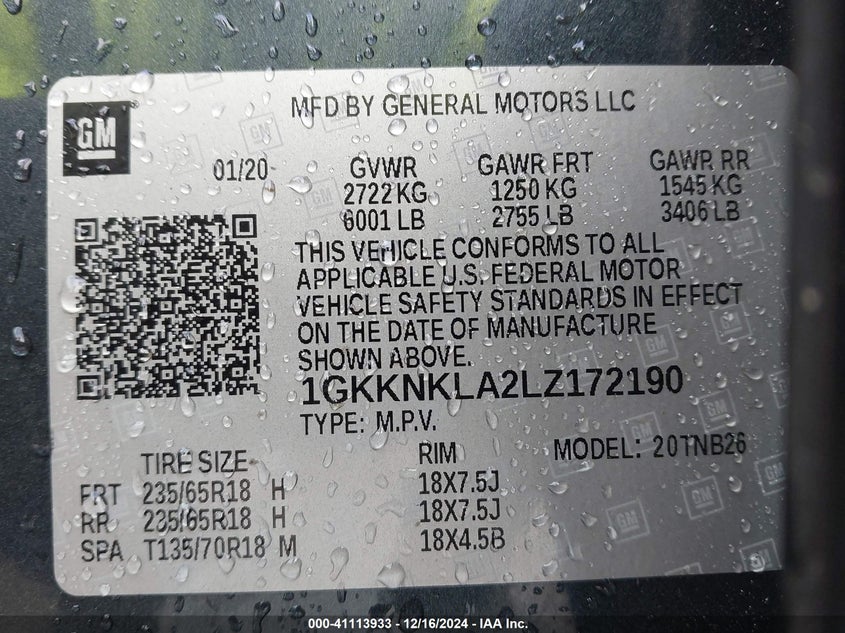 GM
MFD BY GENERAL MOTORS LLC
01/20 GVWR GAWR FRT GAWR RR
2722 KG 1250 KG 1545 KG
6001 LB 2755 LB 3406 LB
THIS VEHICLE CONFORMS TO ALL
APPLICABLE U.S. FEDERAL MOTOR
VEHICLE SAFETY STANDARDS IN EFFECT
ON THE DATE OF MANUFACTURE
SHOWN ABOVE.
1GKKNKLA2LZ172190
TYPE: M.P.V.
MODEL: 20TNB26
TIRE SIZE RIM
FRT 235/65R18 H 18X7.5J
RR 235/65R18 H 18X7.5J
SPA T135/70R18 M 18X4.5B
000-41113933 - 12/16/2024 - IAA Inc.